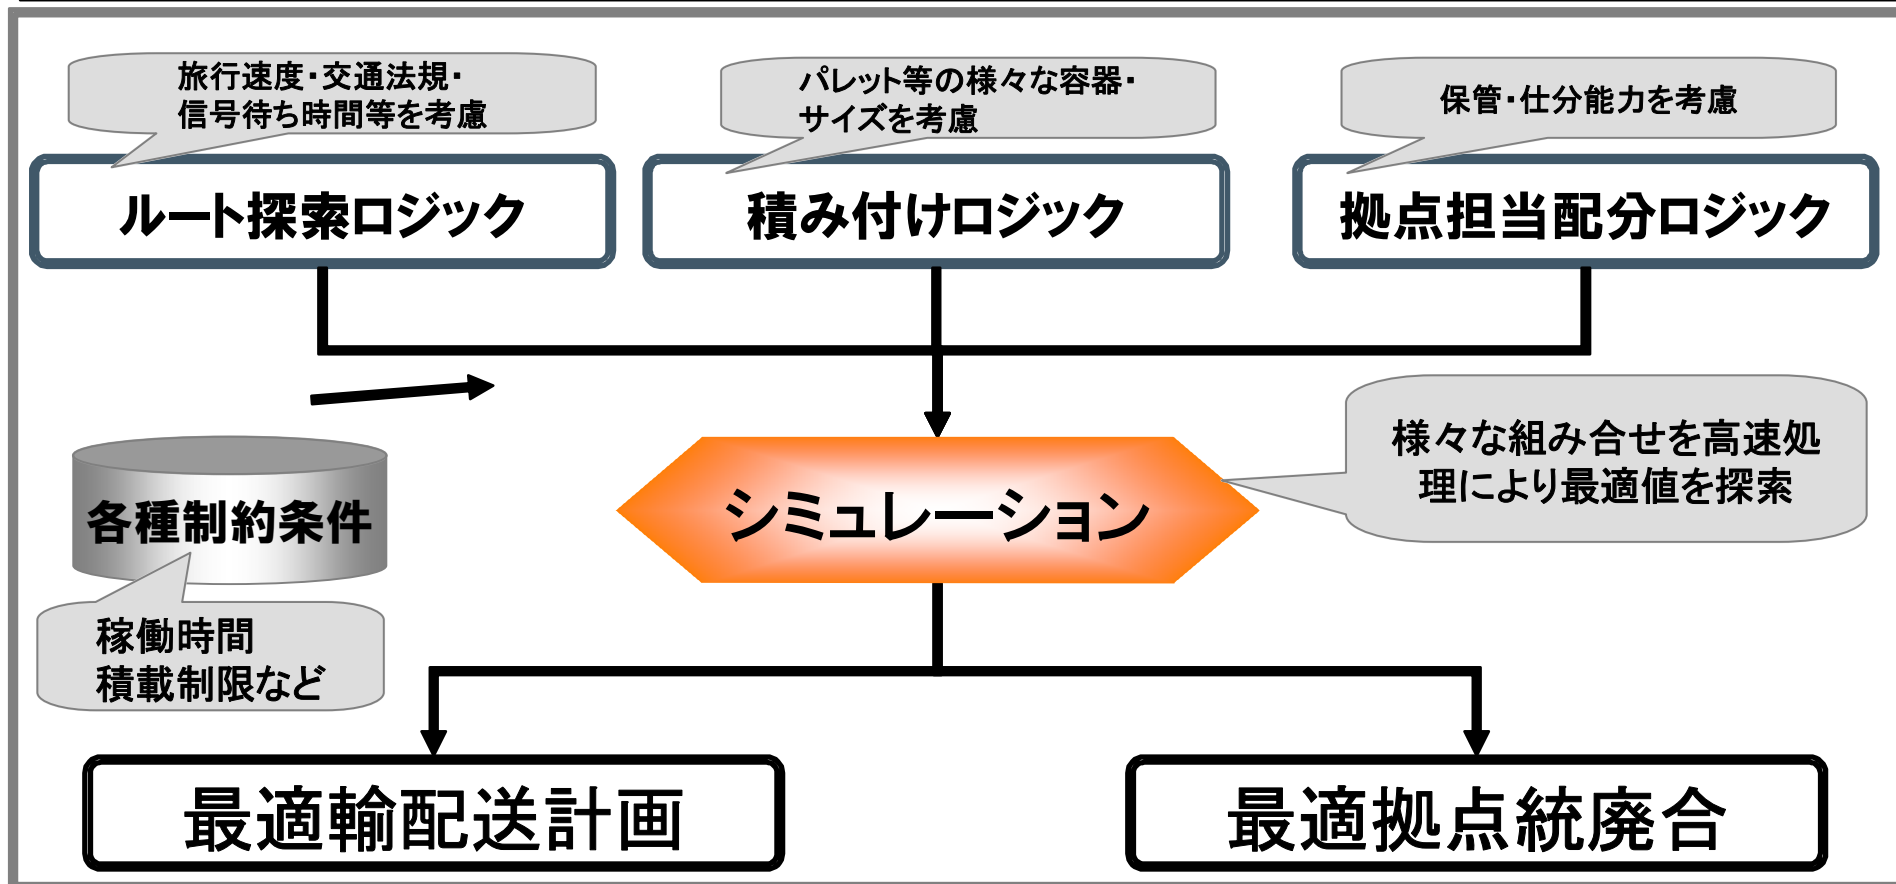 旅行速度・交通法規・
信号待ち時間等を考慮
パレット等の様々な容器・
サイズを考慮
保管・仕分能力を考慮
ルート探索ロジック
積み付けロジック
拠点担当配分ロジック
様々な組み合せを高速処
理により最適値を探索
各種制約条件
シミュレーション
稼働時間
積載制限など
最適輸配送計画
最適拠点統廃合